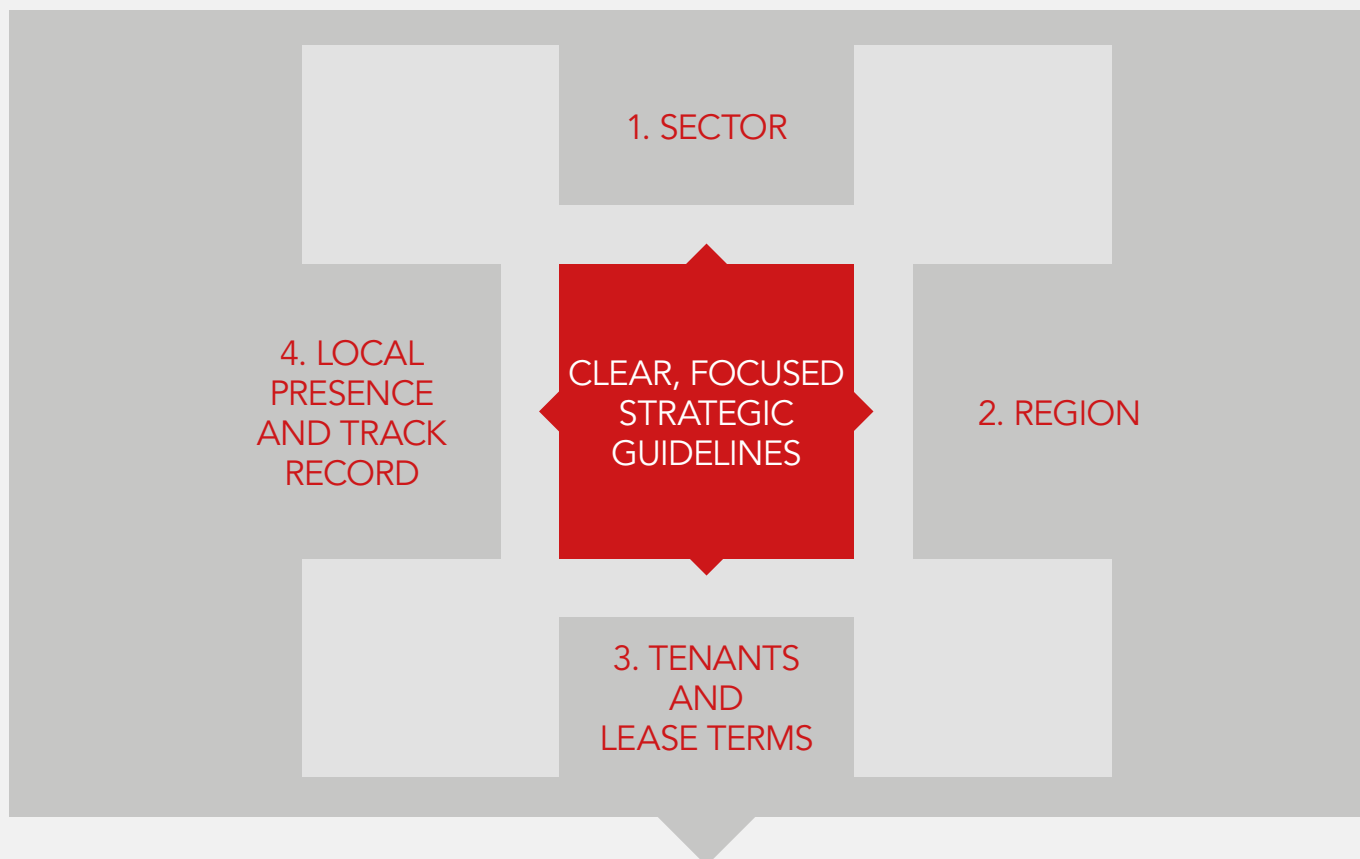 1. SECTOR
CLEAR, FOCUSED
STRATEGIC
GUIDELINES
2. REGION
3. TENANTS
AND
LEASE TERMS
4. LOCAL
PRESENCE
AND TRACK
RECORD